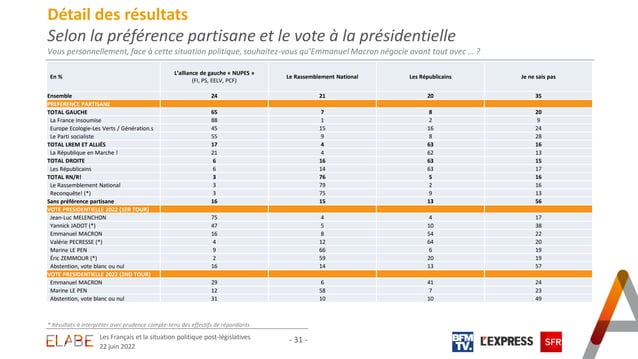 Détail des résultats
Selon la préférence partisane et le vote à la présidentielle
Vous personnellement, face à cette situation politique, souhaitez-vous qu'Emmanuel Macron négocie avant tout avec ... ?
En % L'alliance de gauche « NUPES » (FI, PS, EELV, PCF) Le Rassemblement National Les Républicains Je ne sais pas
Ensemble 24 21 20 35
PREFERENCE PARTISANE
TOTAL GAUCHE 65 7 8 20
La France Insoumise 88 1 2 9
Europe Ecologie-Les Verts / Génération.s 45 15 16 24
Le Parti socialiste 55 9 8 28
TOTAL LREM ET ALLIÉS 17 4 63 16
La République en Marche ! 21 4 62 13
TOTAL DROITE 6 16 63 15
Les Républicains 6 14 63 17
TOTAL RN/R! 3 76 5 16
Le Rassemblement National 3 79 2 16
Reconquête! (*) 3 75 9 13
Sans préférence partisane 16 15 13 56
VOTE PRESIDENTIELLE 2022 (1ER TOUR)
Jean-Luc MELENCHON 75 4 4 17
Yannick JADOT (*) 47 5 10 38
Emmanuel MACRON 16 8 54 22
Valérie PECRESSE (*) 4 12 64 20
Marine LE PEN 9 66 6 19
Éric ZEMMOUR (*) 2 59 20 19
Abstention, vote blanc ou nul 16 14 13 57
VOTE PRESIDENTIELLE 2022 (2ND TOUR)
Emmanuel MACRON 29 6 41 24
Marine LE PEN 12 58 7 23
Abstention, vote blanc ou nul 31 10 10 49
* Résultats à interpréter avec prudence compte-tenu des effectifs de répondants
ELABE Les Français et la situation politique post-législatives
22 juin 2022
- 31 -
BFM TV. L'EXPRESS SFR